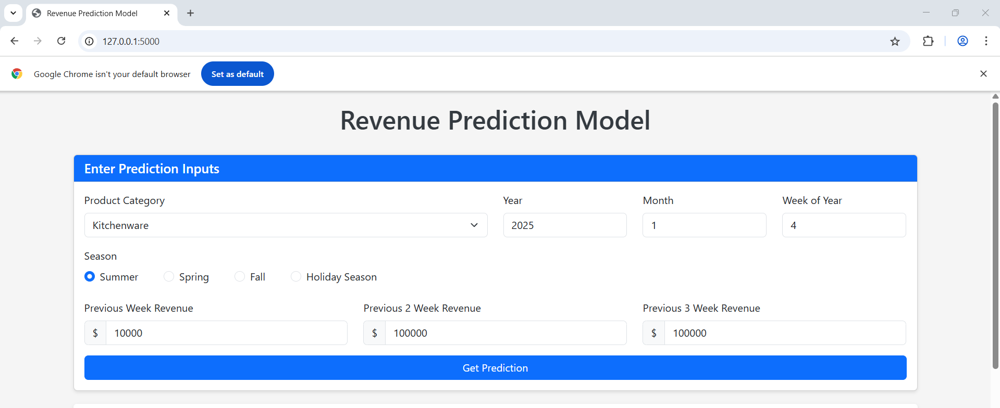 Revenue Prediction Model
127.0.0.1:5000
Google Chrome isn't your default browser Set as default
Revenue Prediction Model
Enter Prediction Inputs
Product Category Year Month Week of Year
Kitchenware 2025 1 4
Season
Summer Spring Fall Holiday Season
Previous Week Revenue Previous 2 Week Revenue Previous 3 Week Revenue
$ 10000 $ 100000 $ 100000
Get Prediction